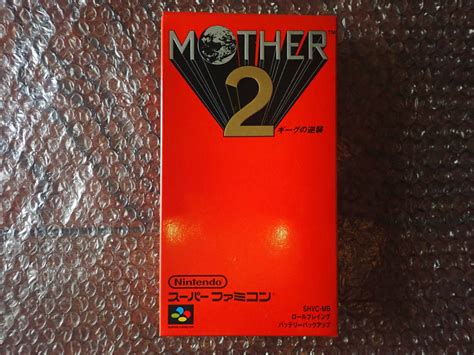 MOTHER
2
ギーグの逆襲
Nintendo
スーパーファミコン
SHVC-MB
ロールプレイング
バッテリーバックアップ